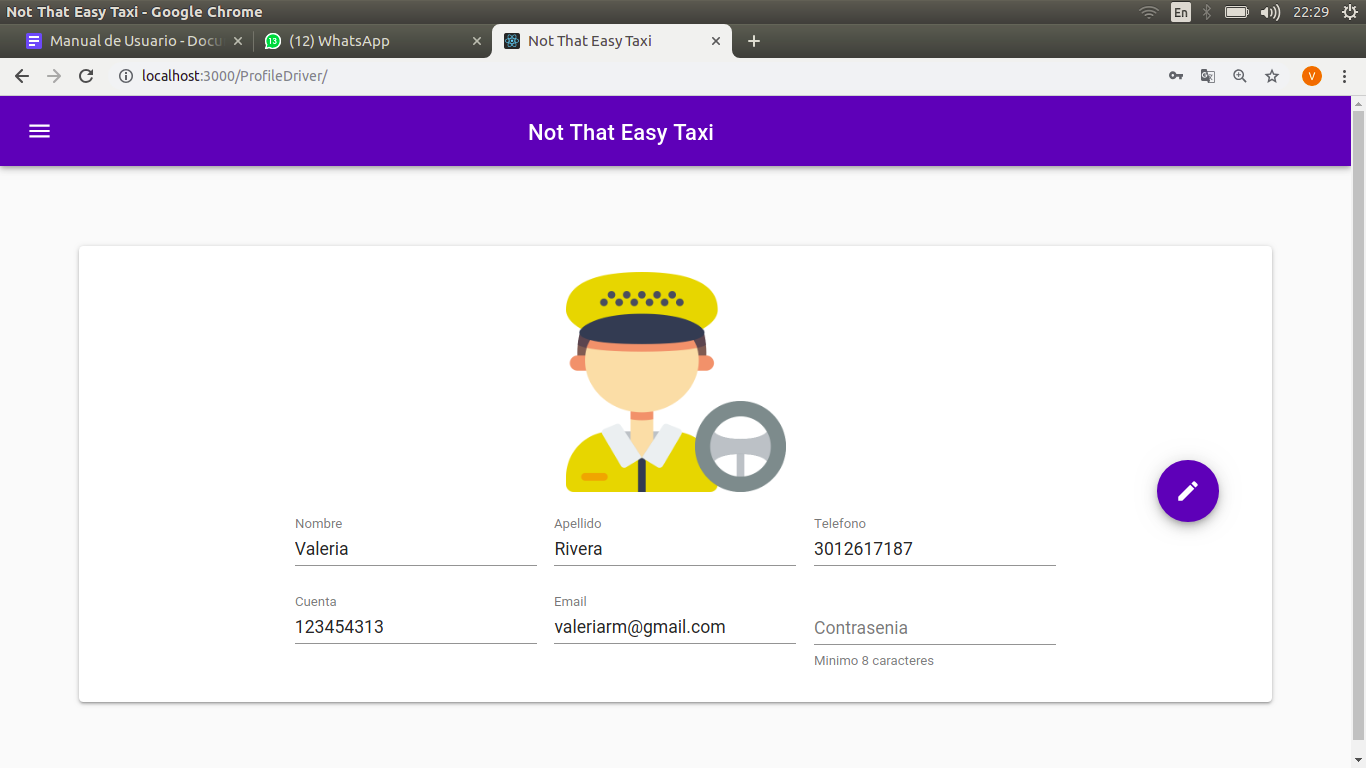 Not That Easy Taxi - Google Chrome
En
22:29
Manual de Usuario - Docu
13
(12) WhatsApp
Not That Easy Taxi
localhost:3000/ProfileDriver/
V
Not That Easy Taxi
Nombre
Apellido
Telefono
Valeria
Rivera
3012617187
Cuenta
Email
123454313
valeriarm@gmail.com
Contrasenia
Minimo 8 caracteres